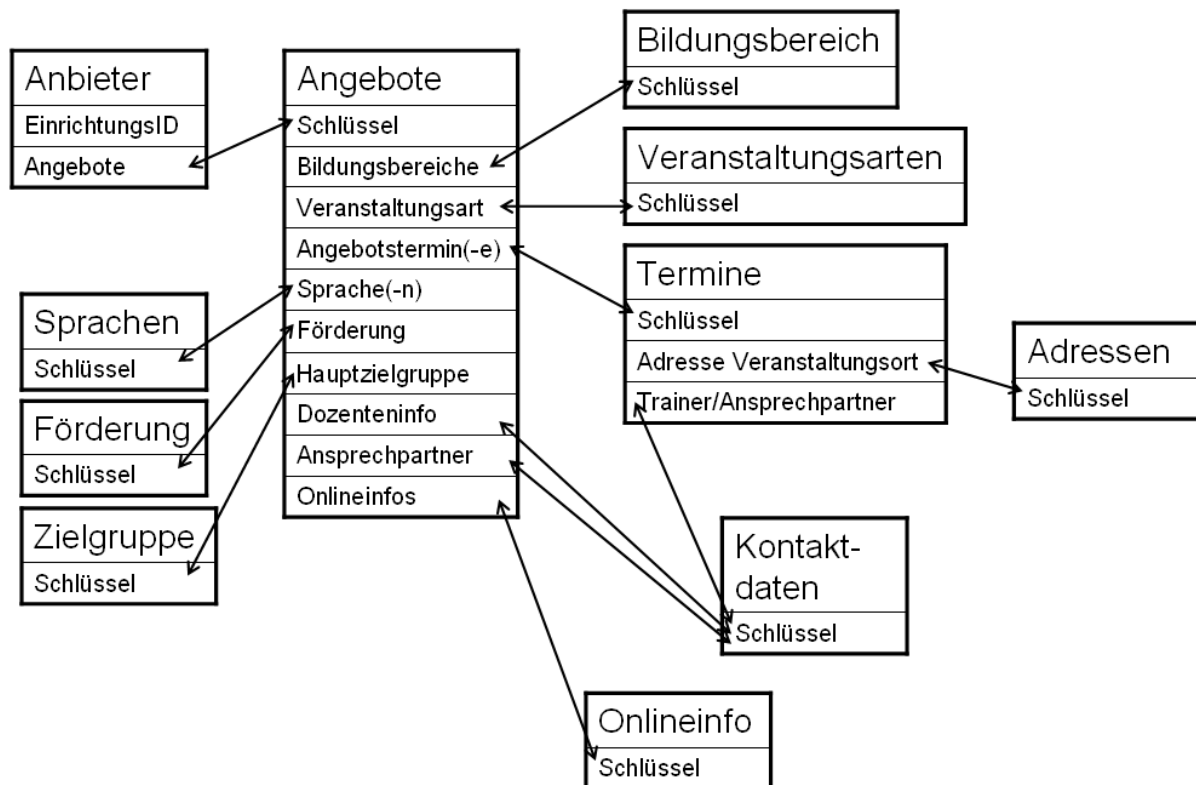 Anbieter
EinrichtungsID
Angebote
Angebote
Schlüssel
Bildungsbereiche
Veranstaltungsart
Angebotstermin(-e)
Sprache(-n)
Förderung
Hauptzielgruppe
Dozenteninfo
Ansprechpartner
Onlineinfos
Bildungsbereich
Schlüssel
Veranstaltungsarten
Schlüssel
Termine
Schlüssel
Adresse Veranstaltungsort
Trainer/Ansprechpartner
Adressen
Schlüssel
Sprachen
Schlüssel
Förderung
Schlüssel
Zielgruppe
Schlüssel
Kontakt-
daten
Schlüssel
Onlineinfo
Schlüssel